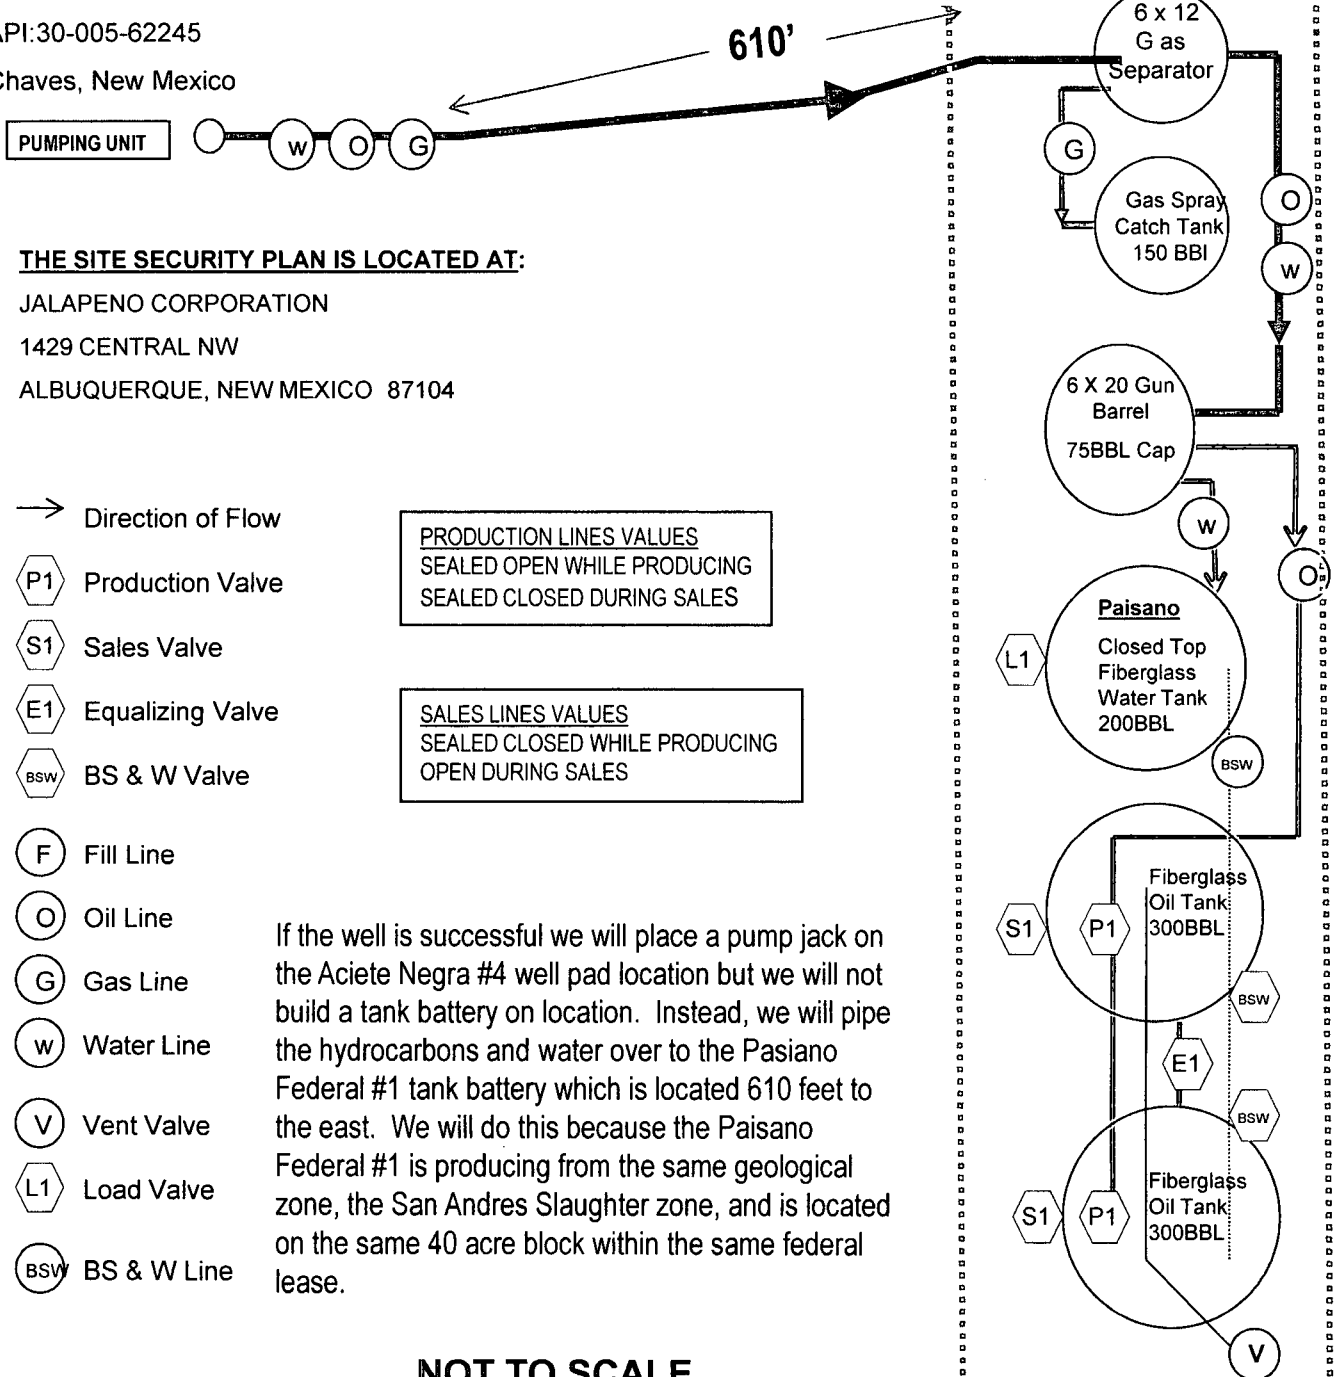 API:30-005-62245
Chaves, New Mexico
PUMPING UNIT
w
O
G
610'
6 x 12
G as
Separator
G
Gas Spray
Catch Tank
150 BBl
O
w
THE SITE SECURITY PLAN IS LOCATED AT:
JALAPENO CORPORATION
1429 CENTRAL NW
ALBUQUERQUE, NEW MEXICO 87104
6 X 20 Gun
Barrel
75BBL Cap
w
O
→ Direction of Flow
P1 Production Valve
S1 Sales Valve
E1 Equalizing Valve
BSW BS & W Valve
F Fill Line
O Oil Line
G Gas Line
w Water Line
V Vent Valve
L1 Load Valve
BSW BS & W Line
PRODUCTION LINES VALUES
SEALED OPEN WHILE PRODUCING
SEALED CLOSED DURING SALES
SALES LINES VALUES
SEALED CLOSED WHILE PRODUCING
OPEN DURING SALES
L1
Paisano
Closed Top
Fiberglass
Water Tank
200BBL
BSW
Fiberglass
Oil Tank
300BBL
S1
P1
BSW
E1
BSW
Fiberglass
Oil Tank
300BBL
S1
P1
V
If the well is successful we will place a pump jack on
the Aciete Negra #4 well pad location but we will not
build a tank battery on location. Instead, we will pipe
the hydrocarbons and water over to the Pasiano
Federal #1 tank battery which is located 610 feet to
the east. We will do this because the Paisano
Federal #1 is producing from the same geological
zone, the San Andres Slaughter zone, and is located
on the same 40 acre block within the same federal
lease.
NOT TO SCALE